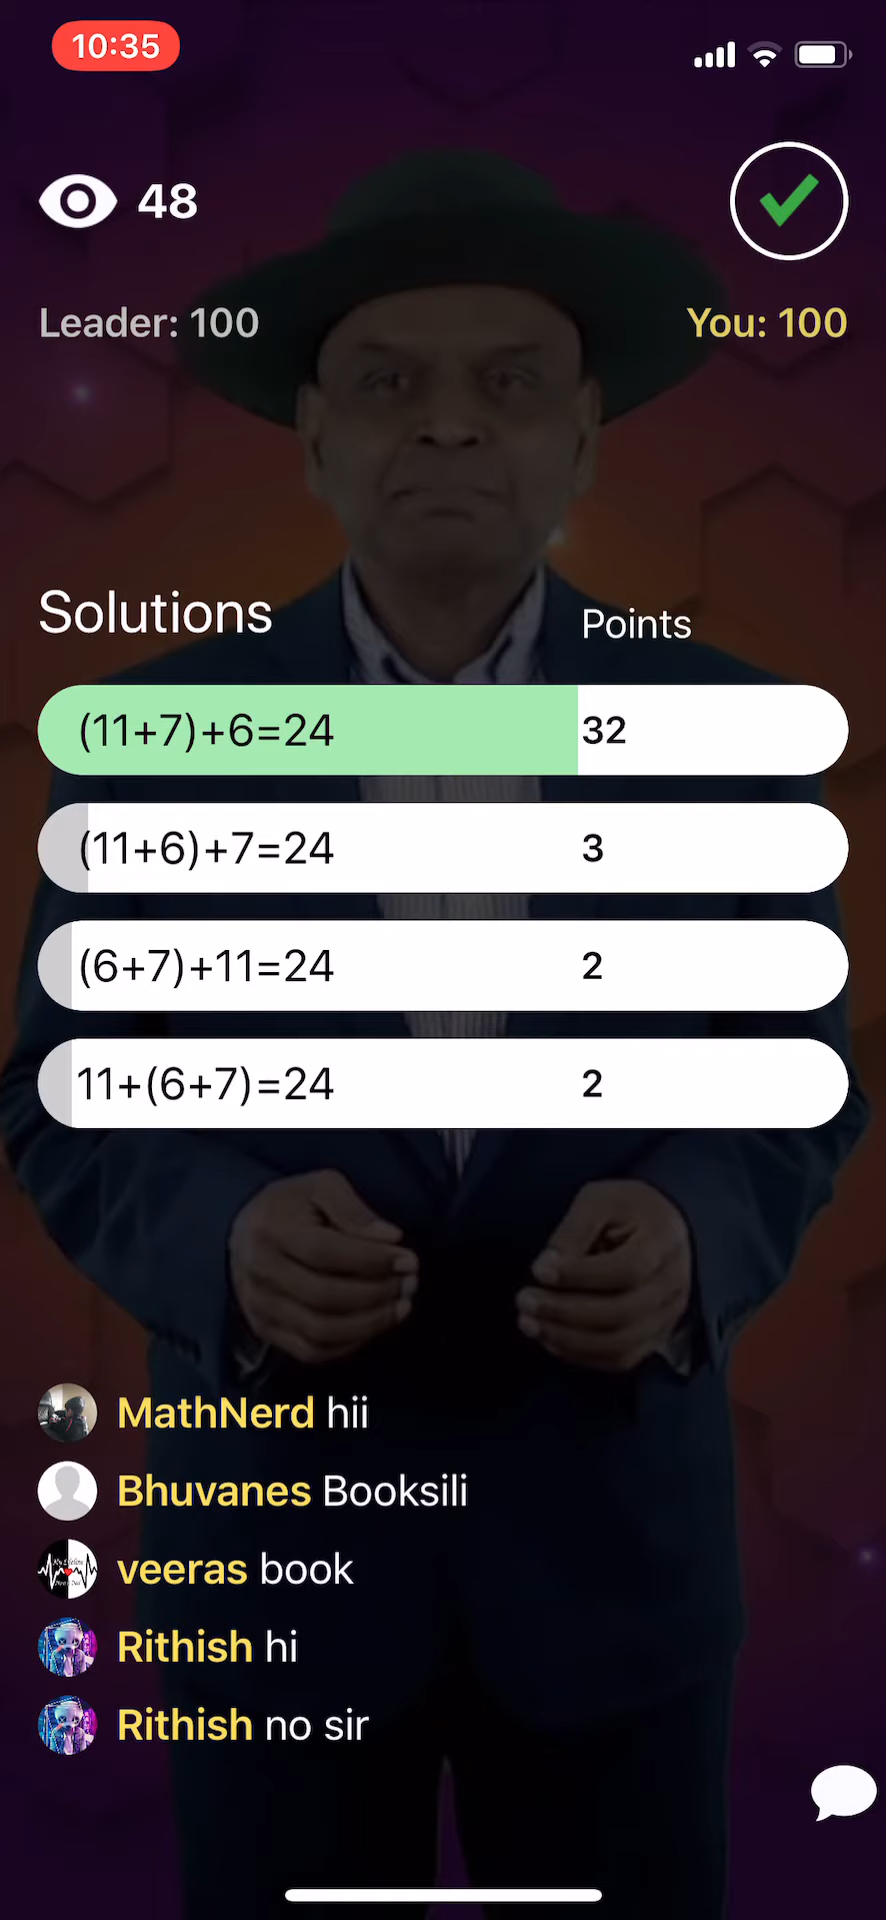 10:35
48
Leader: 100
You: 100
Solutions
Points
(11+7)+6=24 32
(11+6)+7=24 3
(6+7)+11=24 2
11+(6+7)=24 2
MathNerd hii
Bhuvanes Booksili
veeras book
Rithish hi
Rithish no sir